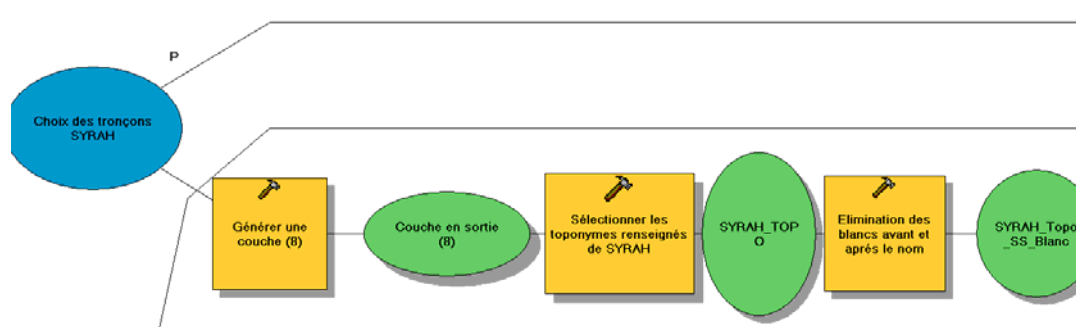 P
Choix des tronçons
SYRAH
Générer une
couche (8)
Couche en sortie
(8)
Sélectionner les
toponymes renseignés
de SYRAH
SYRAH_TOP
O
Elimination des
blancs avant et
aprés le nom
SYRAH_Topo
_SS_Blanc